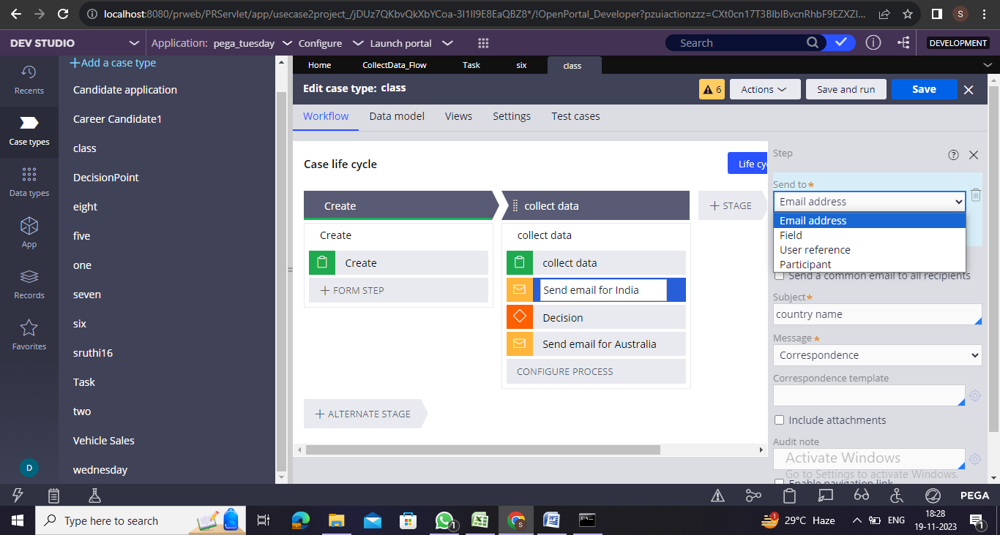 localhost:8080/prweb/PRServlet/app/usecase2project_/jDUz7QKbvQkXbYCoa-3I1lI9E8EaQBZ8*/!OpenPortal_Developer?pzuiactionzzz=CXt0cn17T3BlblBvcnRhbF9EZXZl...
S
DEV STUDIO
Application: pega_tuesday
Configure
Launch portal
Search
DEVELOPMENT
Recents
Case types
Data types
App
Records
Favorites
D
+Add a case type
Candidate application
Career Candidate1
class
DecisionPoint
eight
five
one
seven
six
sruthi16
Task
two
Vehicle Sales
wednesday
Home
CollectData_Flow
Task
six
class
Edit case type: class
6
Actions
Save and run
Save
Workflow
Data model
Views
Settings
Test cases
Case life cycle
Life cy
Create
collect data
+ STAGE
Create
Create
+ FORM STEP
collect data
collect data
Send email for India
Decision
Send email for Australia
CONFIGURE PROCESS
+ ALTERNATE STAGE
Step
Send to*
Email address
Email address
Field
User reference
Participant
Send a common email to all recipients
Subject*
country name
Message*
Correspondence
Correspondence template
Include attachments
Audit note
Activate Windows
Go to Settings to activate Windows.
Enable navigation link
PEGA
Type here to search
1
S
1
29°C Haze
ENG
18:28
19-11-2023
1